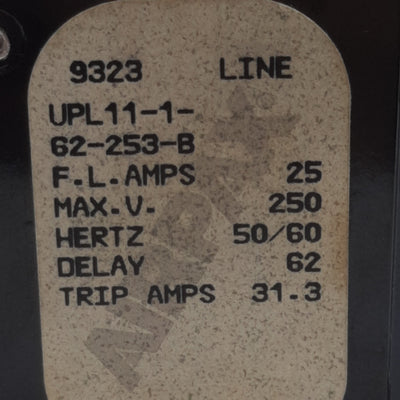 9323 LINE
UPL11-1-
62-253-B
F.L.AMPS 25
MAX.V. 250
HERTZ 50/60
DELAY 62
TRIP AMPS 31.3
AIRPAX®